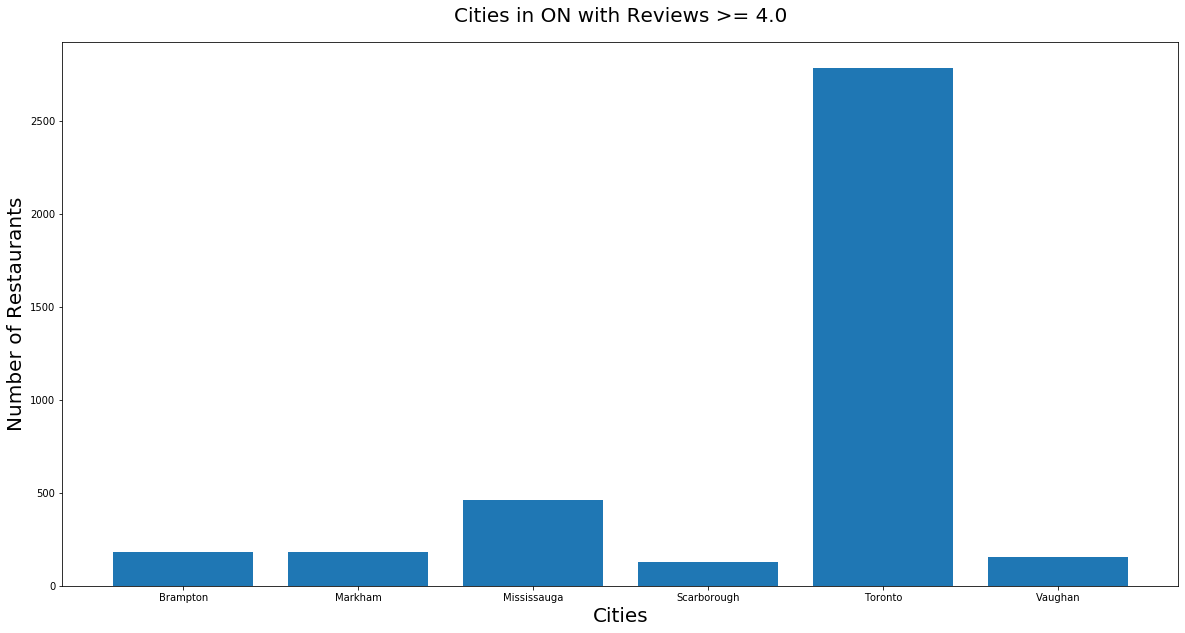 Cities in ON with Reviews >= 4.0
Number of Restaurants
2500
2000
1500
1000
500
0
Brampton Markham Mississauga Scarborough Toronto Vaughan
Cities